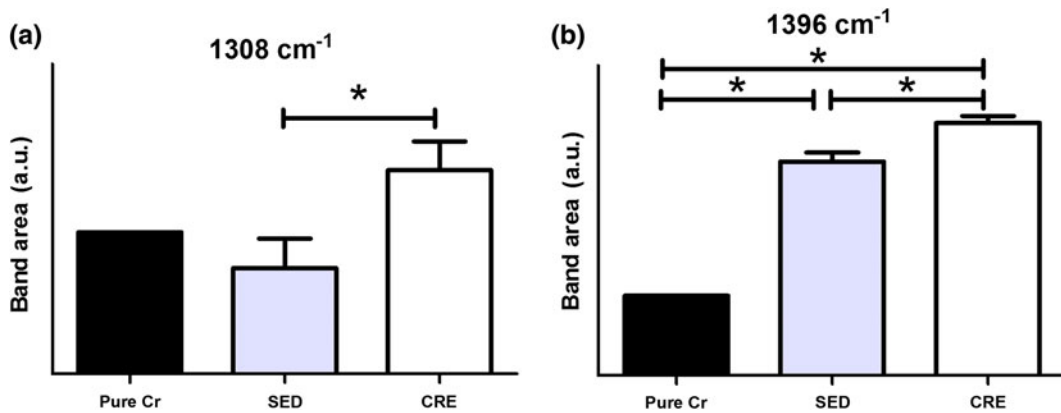 (a)
1308 cm⁻¹
*
Band area (a.u.)
Pure Cr SED CRE
(b)
1396 cm⁻¹
*
* *
Band area (a.u.)
Pure Cr SED CRE